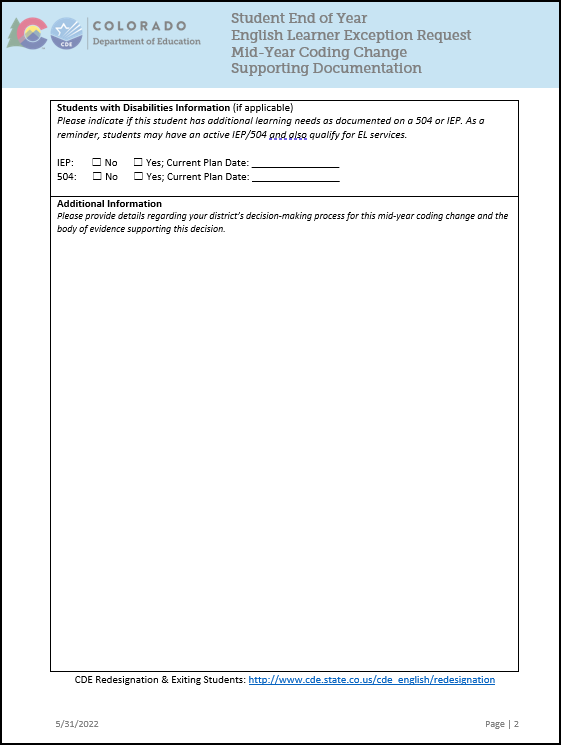 COLORADO
Department of Education
CDE
Student End of Year
English Learner Exception Request
Mid-Year Coding Change
Supporting Documentation
Students with Disabilities Information (if applicable)
Please indicate if this student has additional learning needs as documented on a 504 or IEP. As a
reminder, students may have an active IEP/504 and also qualify for EL services.
IEP: ☐ No ☐ Yes; Current Plan Date: ________________
504: ☐ No ☐ Yes; Current Plan Date: ________________
Additional Information
Please provide details regarding your district's decision-making process for this mid-year coding change and the
body of evidence supporting this decision.
CDE Redesignation & Exiting Students: http://www.cde.state.co.us/cde_english/redesignation
5/31/2022
Page | 2